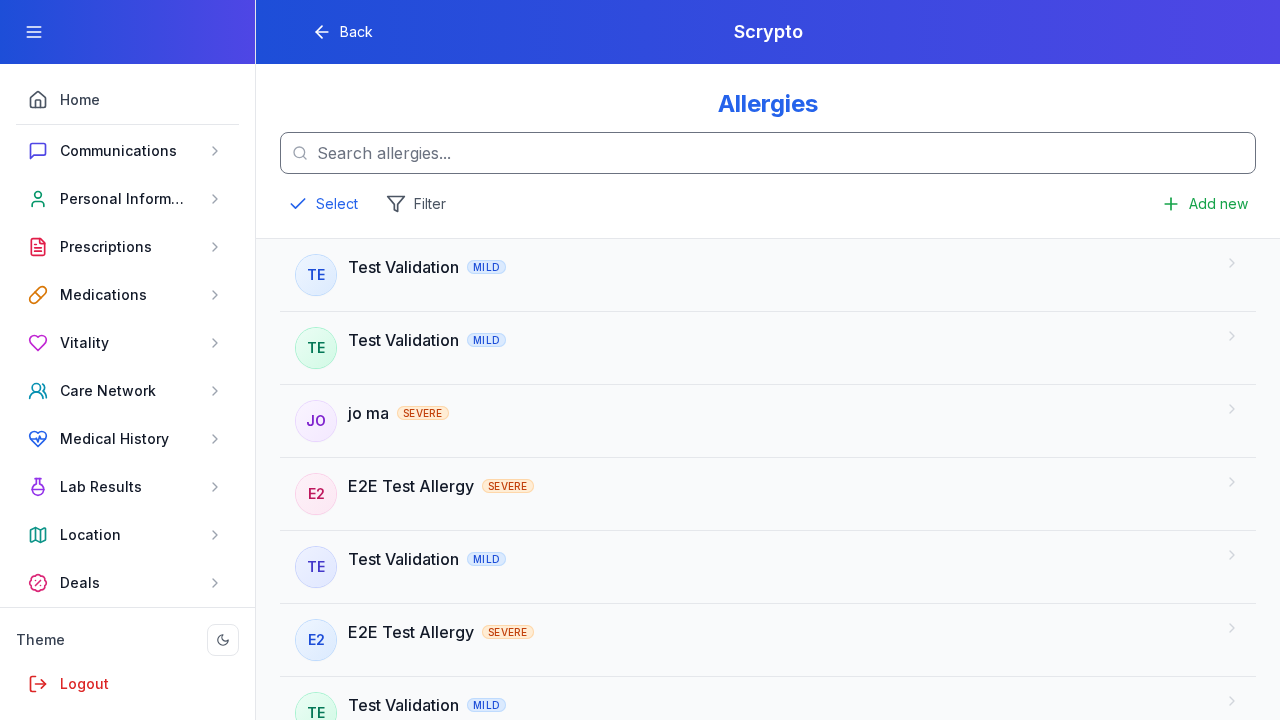 Back
Scrypto
Home
Communications
Personal Inform...
Prescriptions
Medications
Vitality
Care Network
Medical History
Lab Results
Location
Deals
Theme
Logout
Allergies
Search allergies...
Select
Filter
Add new
TE
Test Validation MILD
TE
Test Validation MILD
JO
jo ma SEVERE
E2
E2E Test Allergy SEVERE
TE
Test Validation MILD
E2
E2E Test Allergy SEVERE
TE
Test Validation MILD